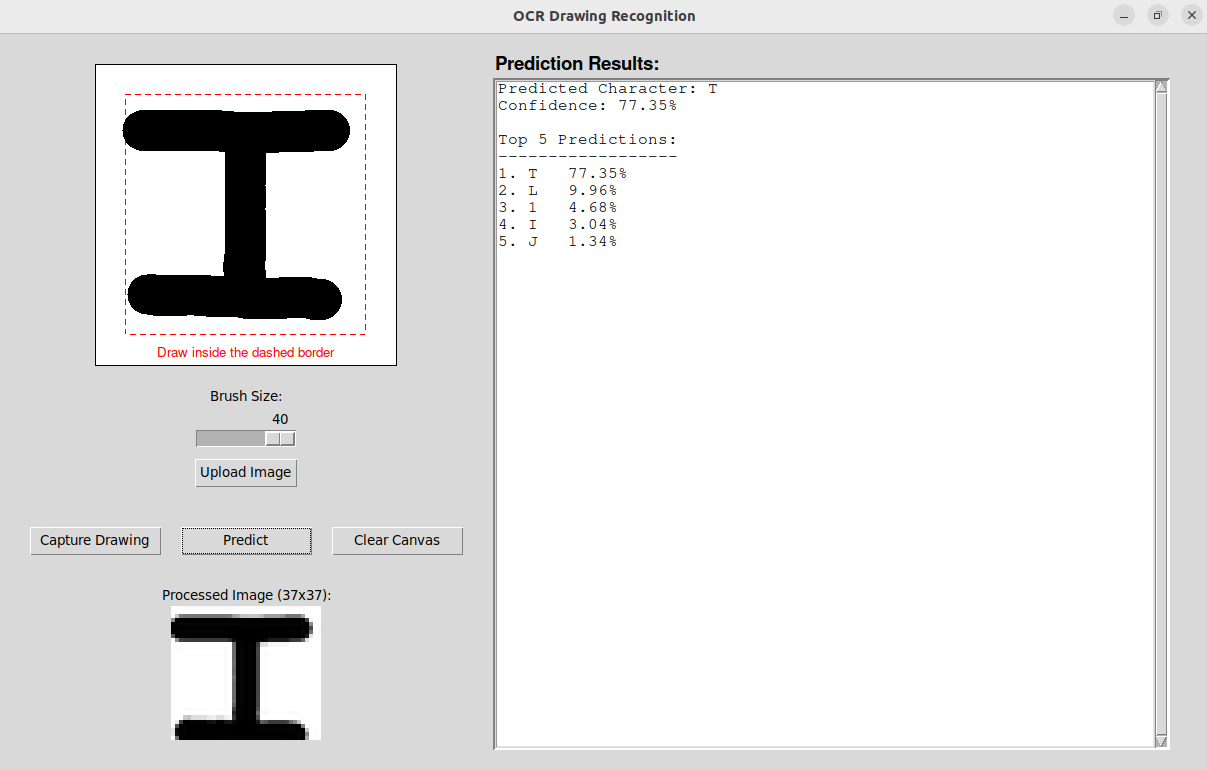 OCR Drawing Recognition
I
Draw inside the dashed border
Brush Size:
40
Upload Image
Capture Drawing
Predict
Clear Canvas
Processed Image (37x37):
I
Prediction Results:
Predicted Character: T
Confidence: 77.35%
Top 5 Predictions:
------------------
1. T   77.35%
2. L   9.96%
3. 1   4.68%
4. I   3.04%
5. J   1.34%